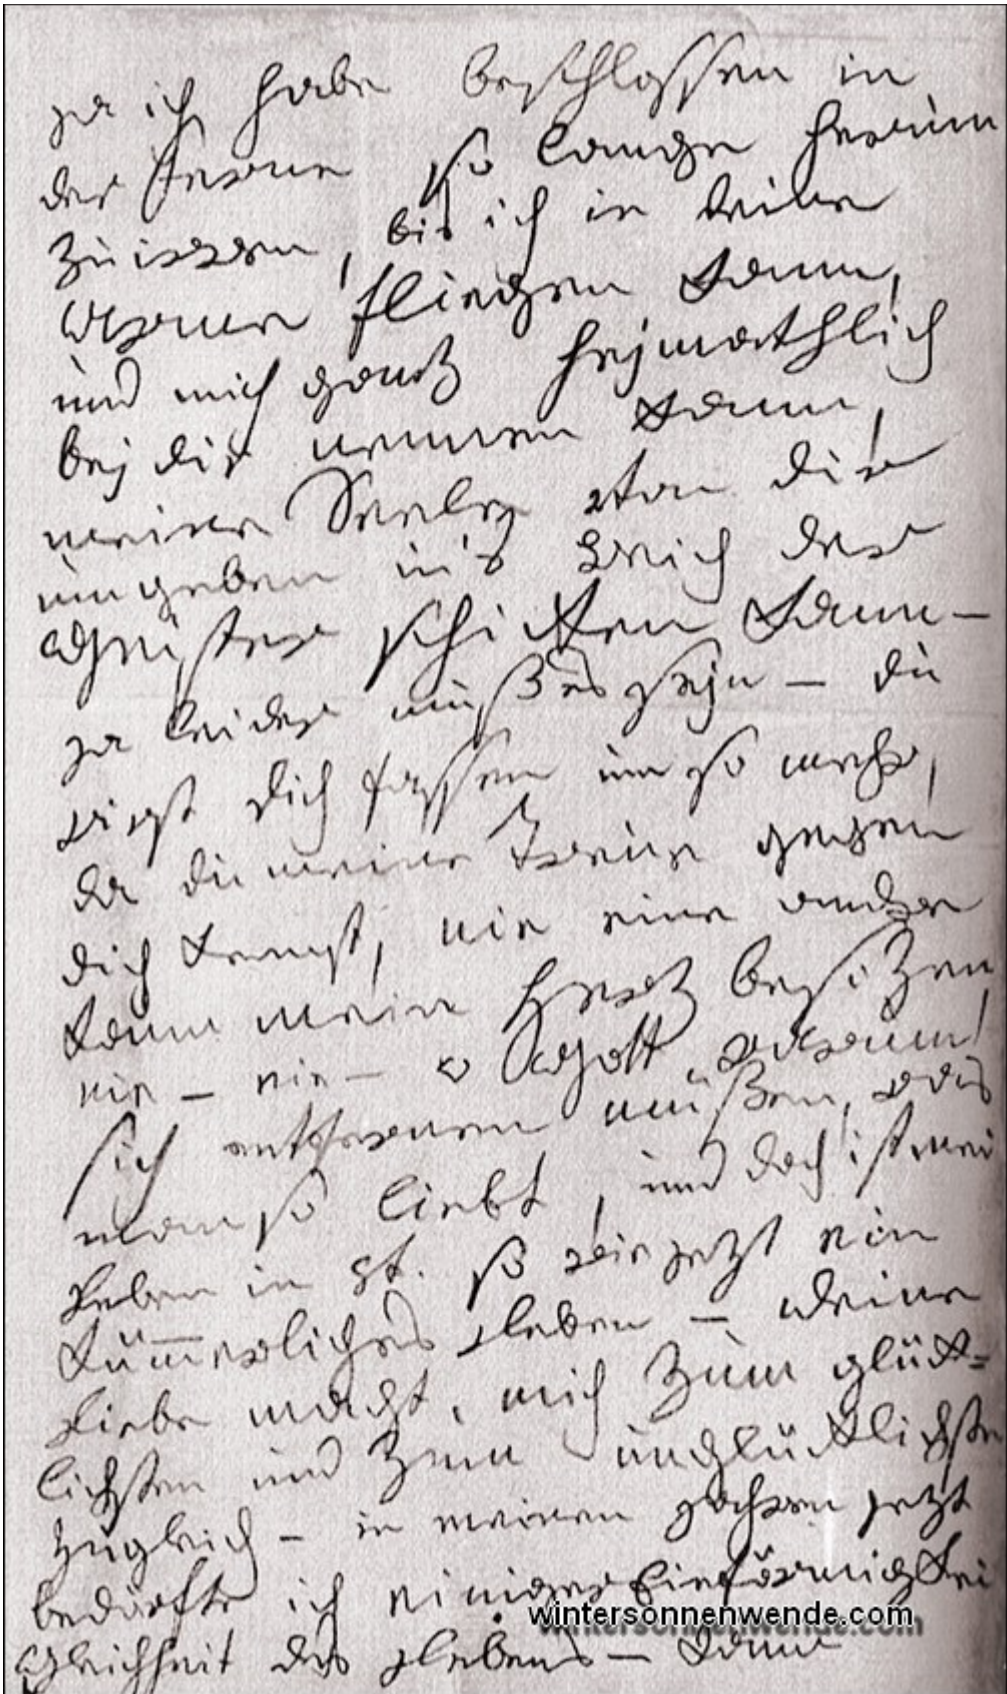 ja ich habe beschlossen in
der Ferne so lange herum
zu irren, bis ich in deine
Arme fliegen kann,
und mich ganz heimathlich
bej dir nennen kann,
meine Seele von dir
umgeben in's Reich der
Geister schicken kann –
ja leider muß es sejn – du
wirst dich fassen um so mehr,
da du meine Treue gegen
dich kennst, nie eine andre
kann mein Herz besizen
nie – nie – o Gott warum
sich entfernen müßen, was
man so liebt, und doch ist mein
Leben in W. so wie jezt ein
kümmerliches Leben – deine
Liebe macht mich zum glück=
lichsten und zum unglücklichste
zugleich – in meinen Jahren jezt
bedürfte ich einiger Einförmigkei
Gleichheit des Lebens – kann
wintersonnenwende.com